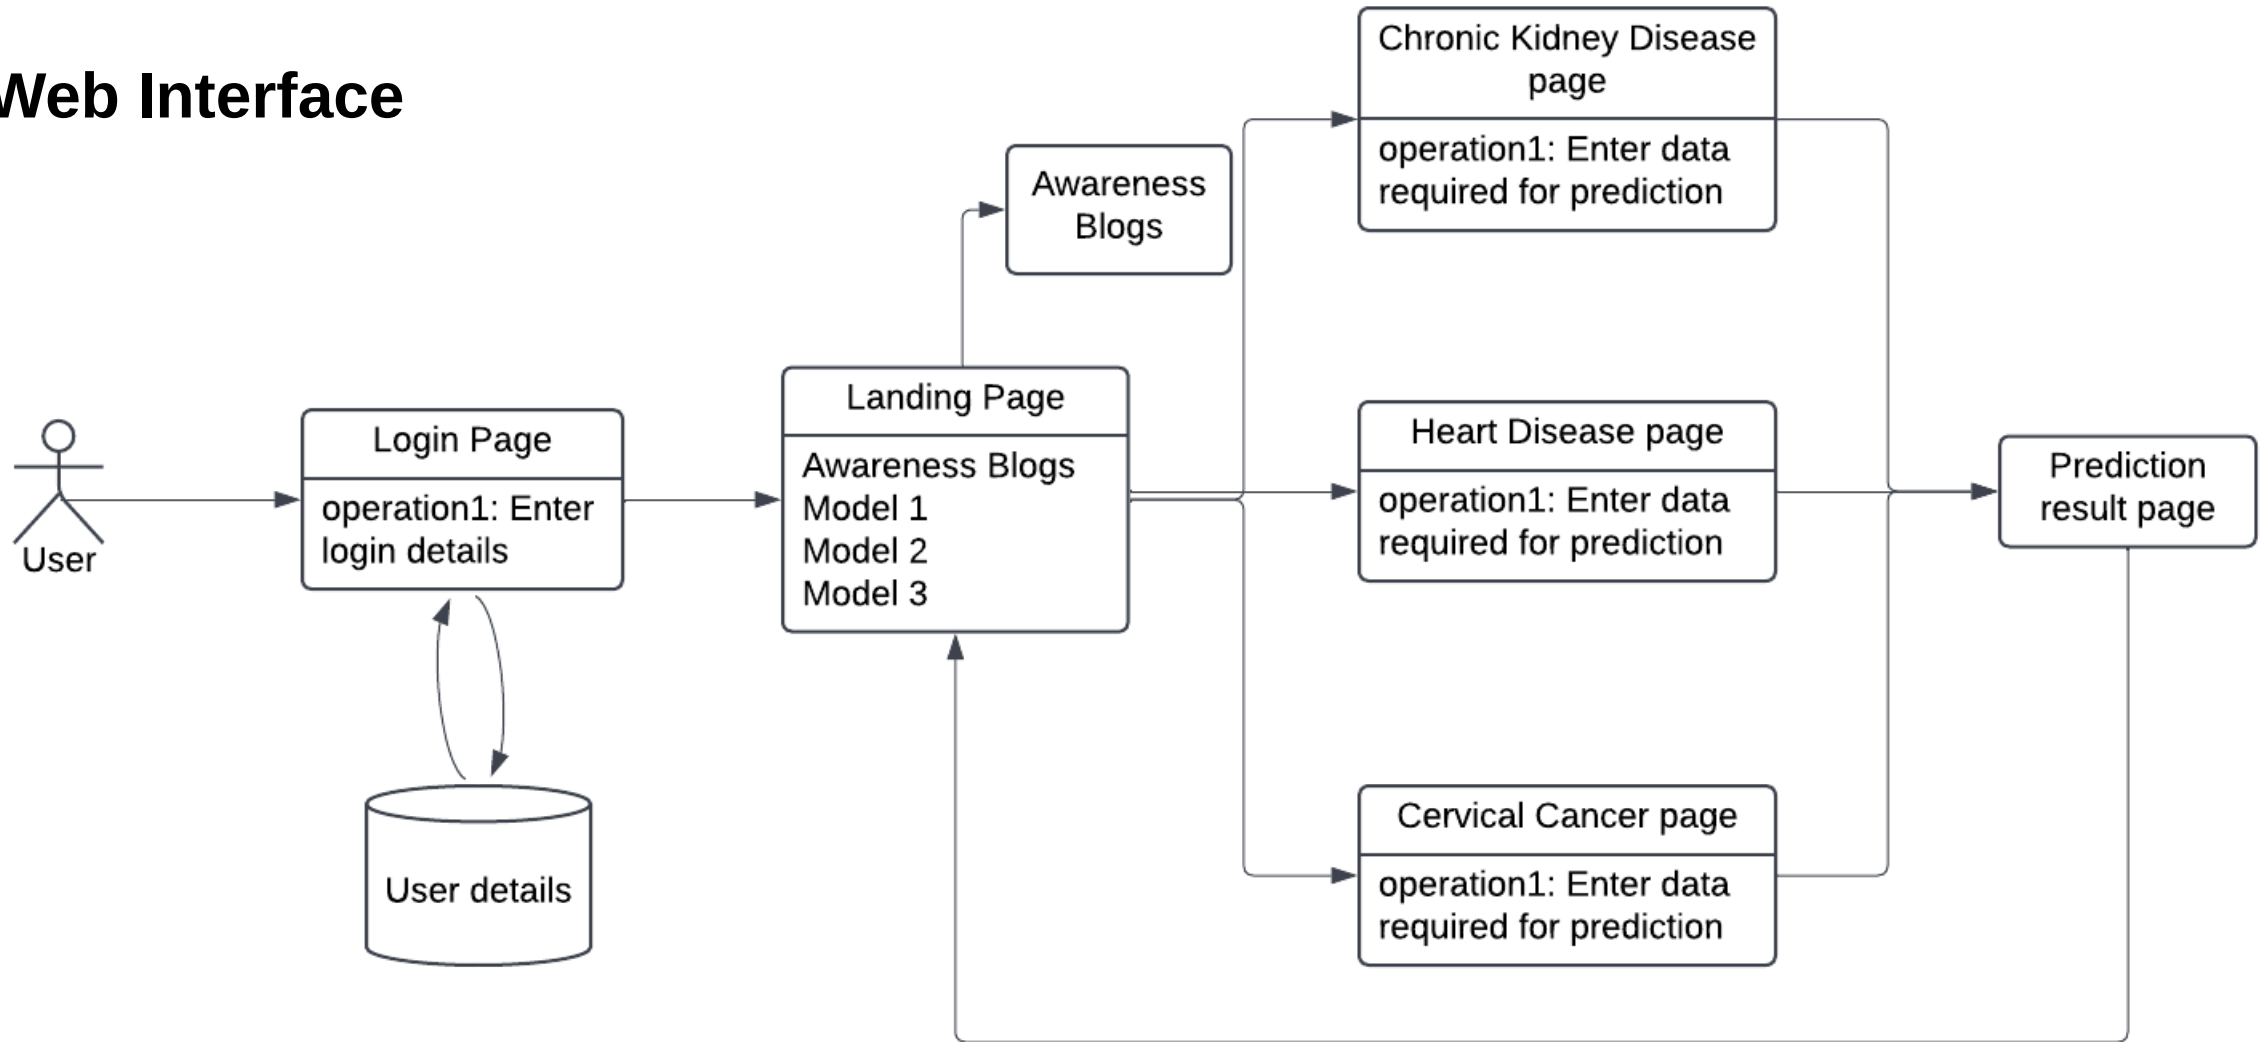 Web Interface
Chronic Kidney Disease
page
operation1: Enter data
required for prediction
Awareness
Blogs
Landing Page
Awareness Blogs
Model 1
Model 2
Model 3
Login Page
operation1: Enter
login details
User
User details
Heart Disease page
operation1: Enter data
required for prediction
Prediction
result page
Cervical Cancer page
operation1: Enter data
required for prediction